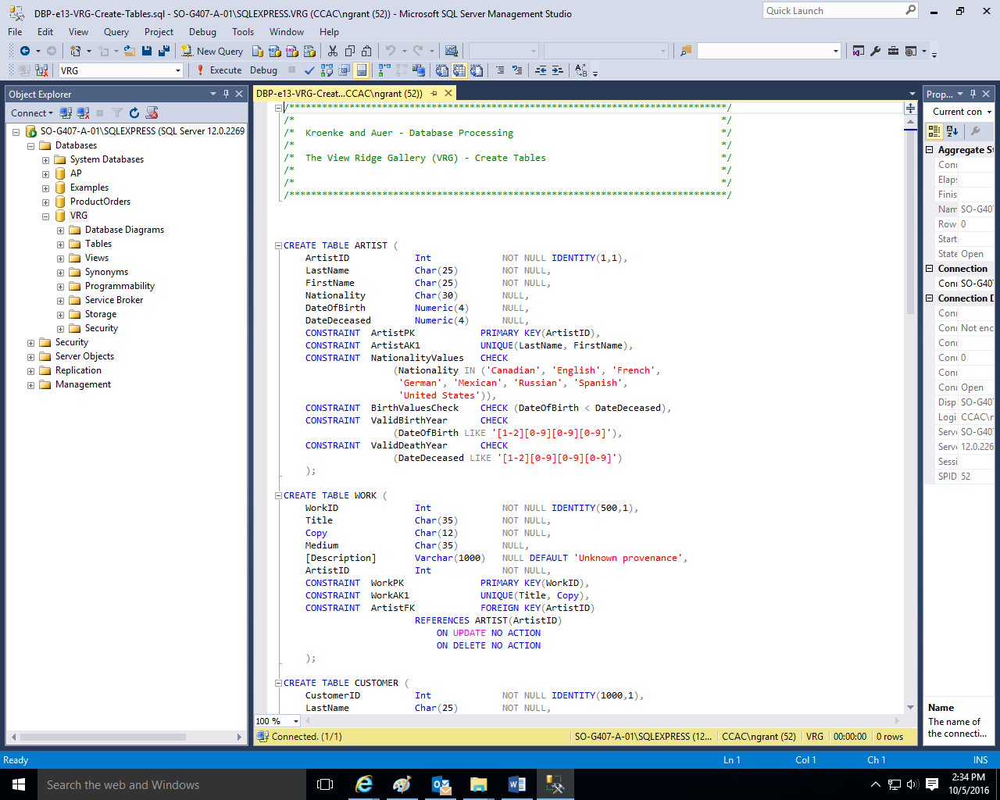 DBP-e13-VRG-Create-Tables.sql - SO-G407-A-01\SQLEXPRESS.VRG (CCAC\ngrant (52)) - Microsoft SQL Server Management Studio
Quick Launch
File Edit View Query Project Debug Tools Window Help
New Query
VRG
Execute Debug
Object Explorer
Connect
SO-G407-A-01\SQLEXPRESS (SQL Server 12.0.2269
Databases
System Databases
AP
Examples
ProductOrders
VRG
Database Diagrams
Tables
Views
Synonyms
Programmability
Service Broker
Storage
Security
Security
Server Objects
Replication
Management
DBP-e13-VRG-Creat...CCAC\ngrant (52))
/********************************************************************************/
/* */
/* Kroenke and Auer - Database Processing */
/* */
/* The View Ridge Gallery (VRG) - Create Tables */
/* */
/* */
/********************************************************************************/
CREATE TABLE ARTIST (
ArtistID Int NOT NULL IDENTITY(1,1),
LastName Char(25) NOT NULL,
FirstName Char(25) NOT NULL,
Nationality Char(30) NULL,
DateOfBirth Numeric(4) NULL,
DateDeceased Numeric(4) NULL,
CONSTRAINT ArtistPK PRIMARY KEY(ArtistID),
CONSTRAINT ArtistAK1 UNIQUE(LastName, FirstName),
CONSTRAINT NationalityValues CHECK
(Nationality IN ('Canadian', 'English', 'French',
'German', 'Mexican', 'Russian', 'Spanish',
'United States')),
CONSTRAINT BirthValuesCheck CHECK (DateOfBirth < DateDeceased),
CONSTRAINT ValidBirthYear CHECK
(DateOfBirth LIKE '[1-2][0-9][0-9][0-9]'),
CONSTRAINT ValidDeathYear CHECK
(DateDeceased LIKE '[1-2][0-9][0-9][0-9]')
);
CREATE TABLE WORK (
WorkID Int NOT NULL IDENTITY(500,1),
Title Char(35) NOT NULL,
Copy Char(12) NOT NULL,
Medium Char(35) NULL,
[Description] Varchar(1000) NULL DEFAULT 'Unknown provenance',
ArtistID Int NOT NULL,
CONSTRAINT WorkPK PRIMARY KEY(WorkID),
CONSTRAINT WorkAK1 UNIQUE(Title, Copy),
CONSTRAINT ArtistFK FOREIGN KEY(ArtistID)
REFERENCES ARTIST(ArtistID)
ON UPDATE NO ACTION
ON DELETE NO ACTION
);
CREATE TABLE CUSTOMER (
CustomerID Int NOT NULL IDENTITY(1000,1),
LastName Char(25) NOT NULL,
100 %
Connected. (1/1) SO-G407-A-01\SQLEXPRESS (12... CCAC\ngrant (52) VRG 00:00:00 0 rows
Prop...
Current con
Aggregate St
Conn
Elaps
Finis
Nam SO-G407
Row 0
Start
State Open
Connection
Conn SO-G407
Connection D
Conn
Conn Not enc
Conn
Conn 0
Conn
Conn Open
Disp SO-G407
Logi CCAC\n
Serve SO-G407
Serve 12.0.226
Sessi
SPID 52
Name
The name of
the connecti...
Ready Ln 1 Col 1 Ch 1 INS
Search the web and Windows
2:34 PM
10/5/2016